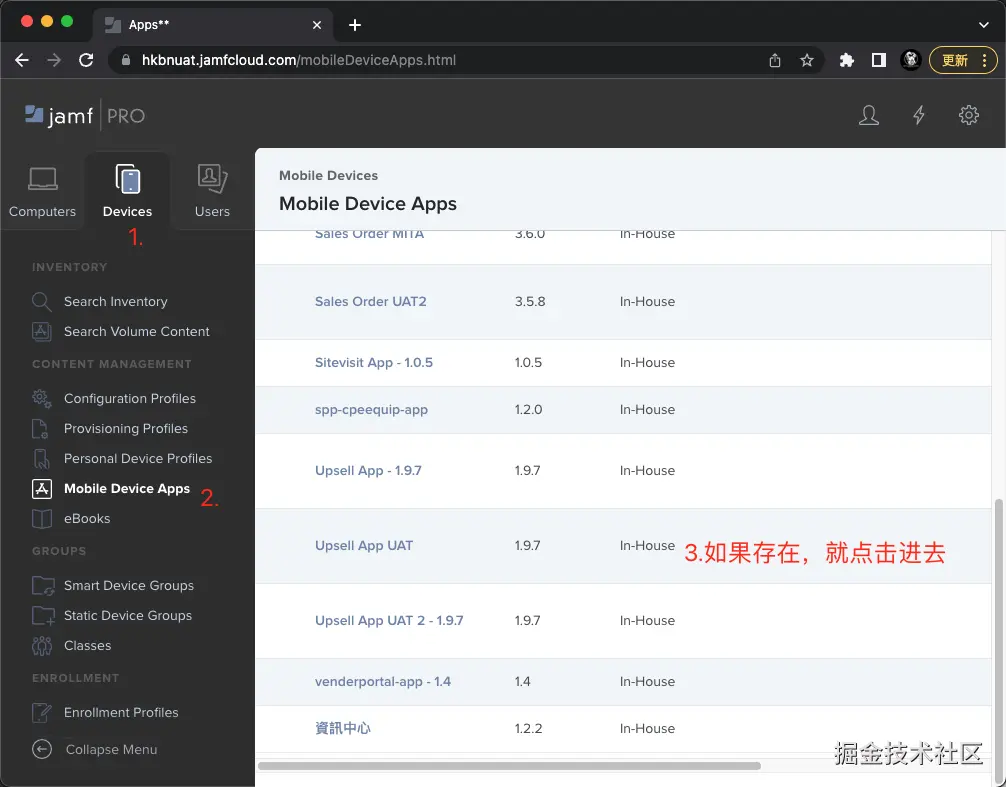 Apps**
hkbnuat.jamfcloud.com/mobileDeviceApps.html
更新
jamf PRO
Computers
Devices
Users
1.
Mobile Devices
Mobile Device Apps
INVENTORY
Search Inventory
Search Volume Content
CONTENT MANAGEMENT
Configuration Profiles
Provisioning Profiles
Personal Device Profiles
Mobile Device Apps
2.
eBooks
GROUPS
Smart Device Groups
Static Device Groups
Classes
ENROLLMENT
Enrollment Profiles
Collapse Menu
Sales Order MITA 3.6.0 In-House
Sales Order UAT2 3.5.8 In-House
Sitevisit App - 1.0.5 1.0.5 In-House
spp-cpeequip-app 1.2.0 In-House
Upsell App - 1.9.7 1.9.7 In-House
Upsell App UAT 1.9.7 In-House
3.如果存在，就点击进去
Upsell App UAT 2 - 1.9.7 1.9.7 In-House
venderportal-app - 1.4 1.4 In-House
資訊中心 1.2.2 In-House
掘金技术社区